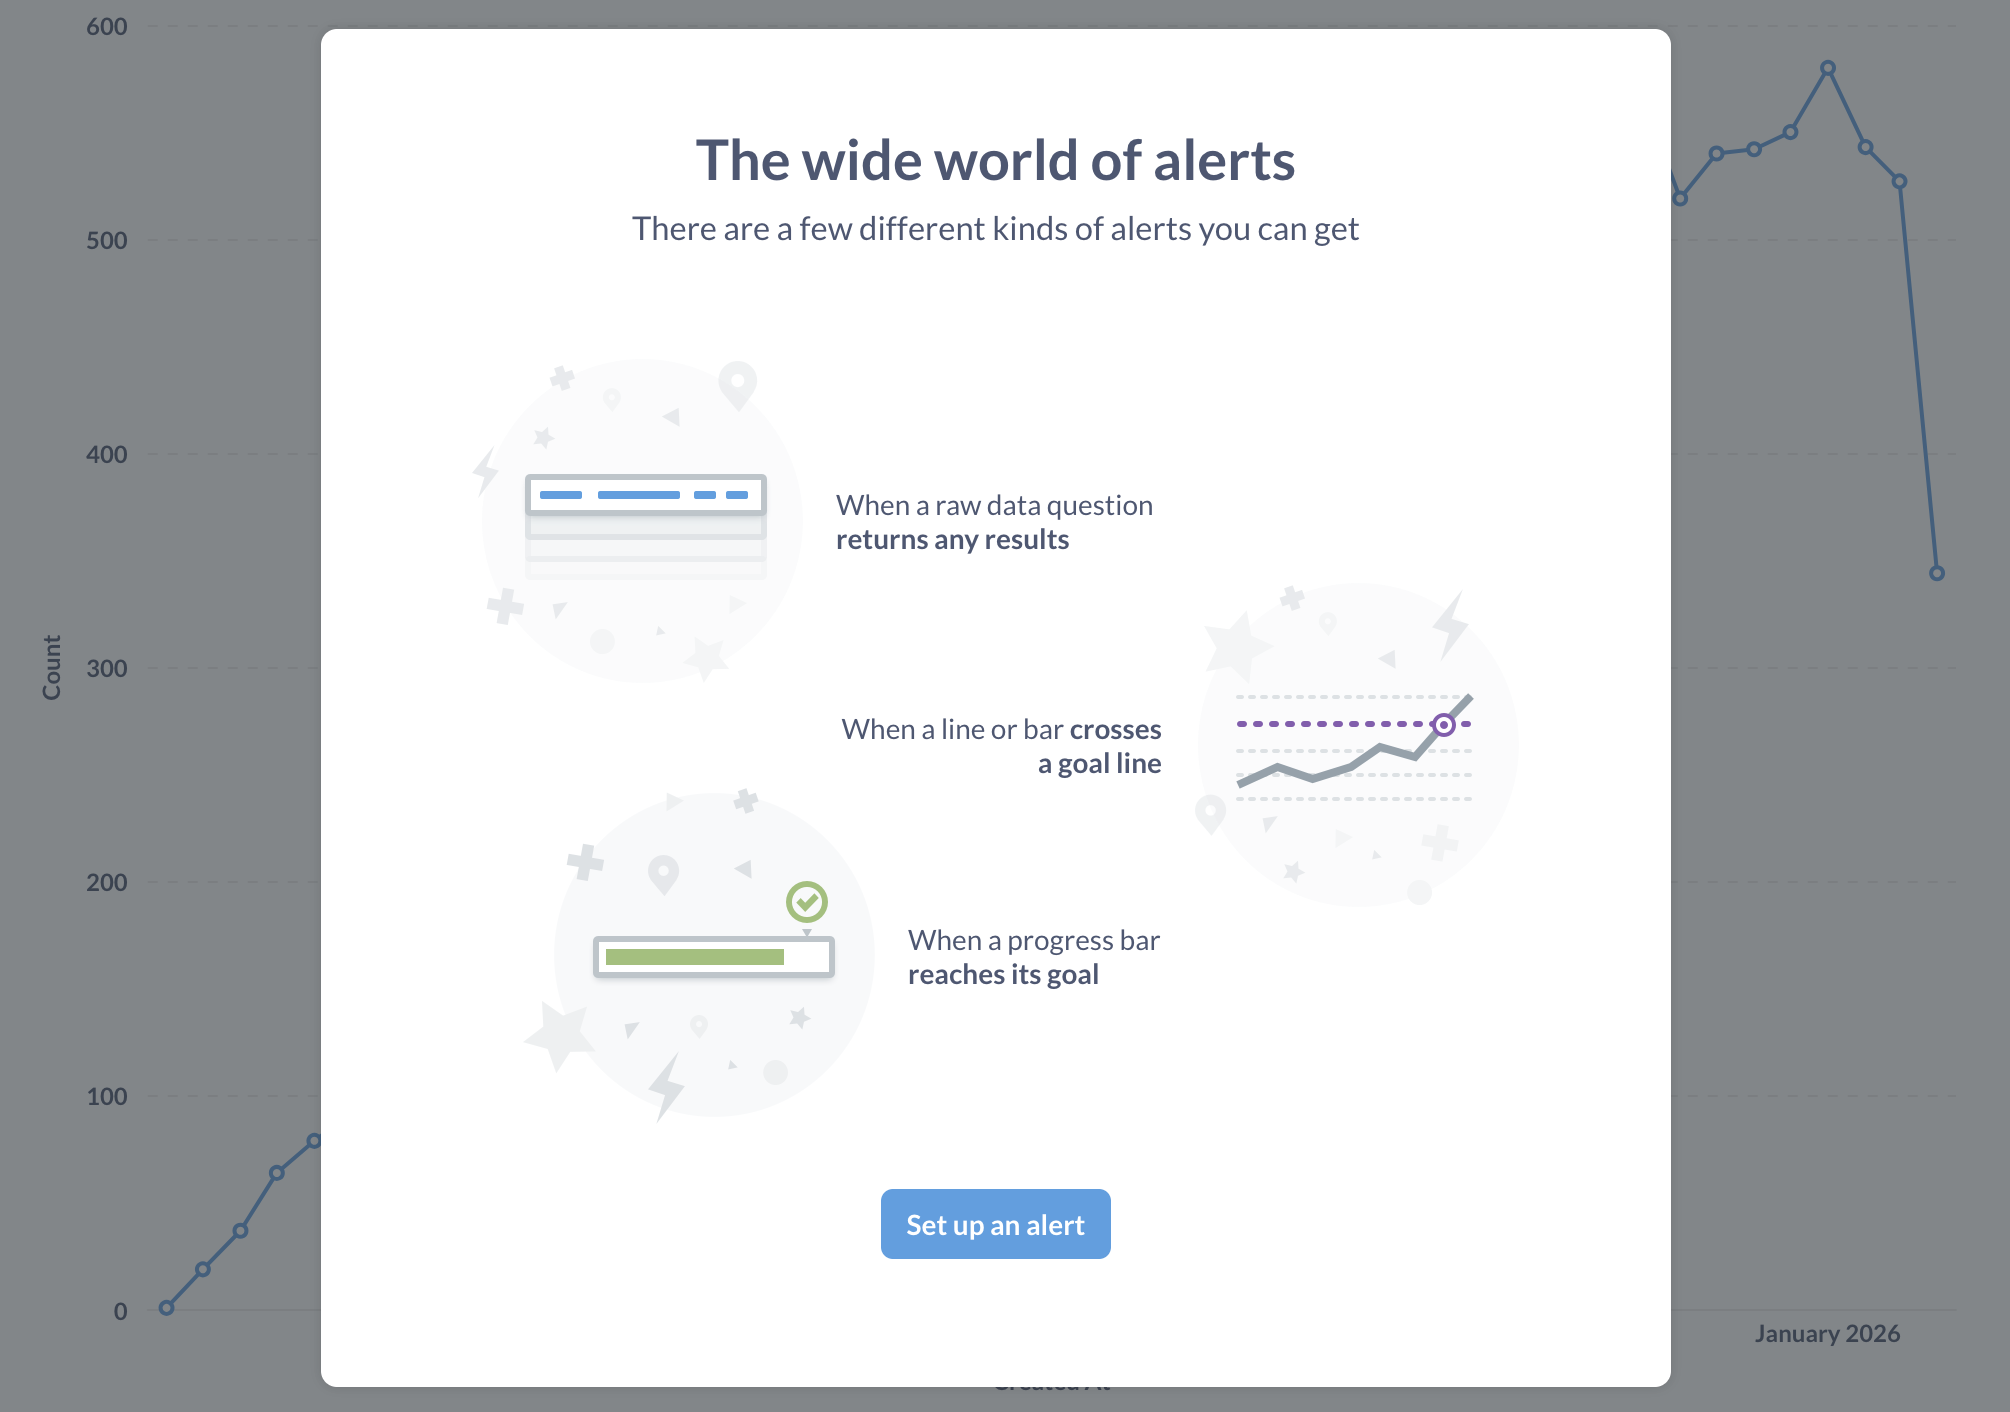 600
The wide world of alerts
There are a few different kinds of alerts you can get
500
400
When a raw data question
returns any results
Count
300
When a line or bar crosses
a goal line
200
When a progress bar
reaches its goal
100
Set up an alert
0
January 2026